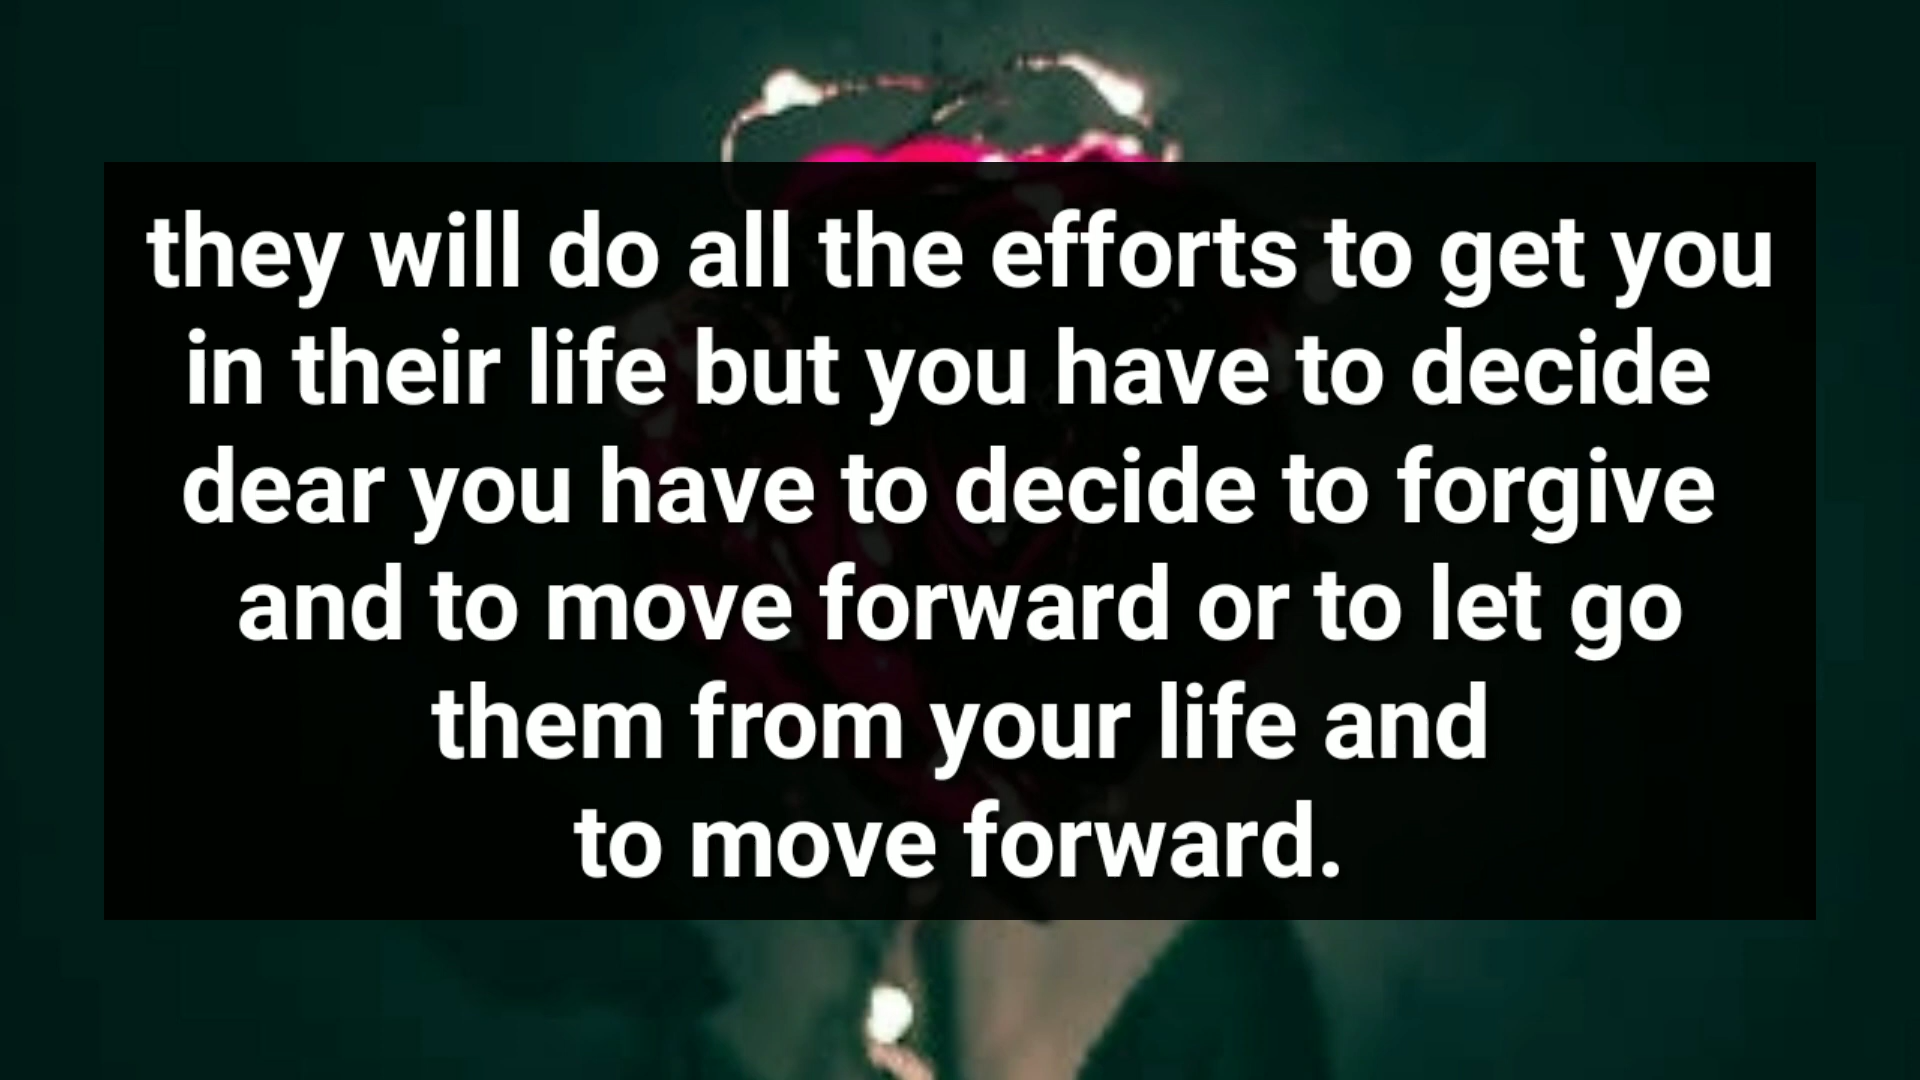 they will do all the efforts to get you
in their life but you have to decide
dear you have to decide to forgive
and to move forward or to let go
them from your life and
to move forward.